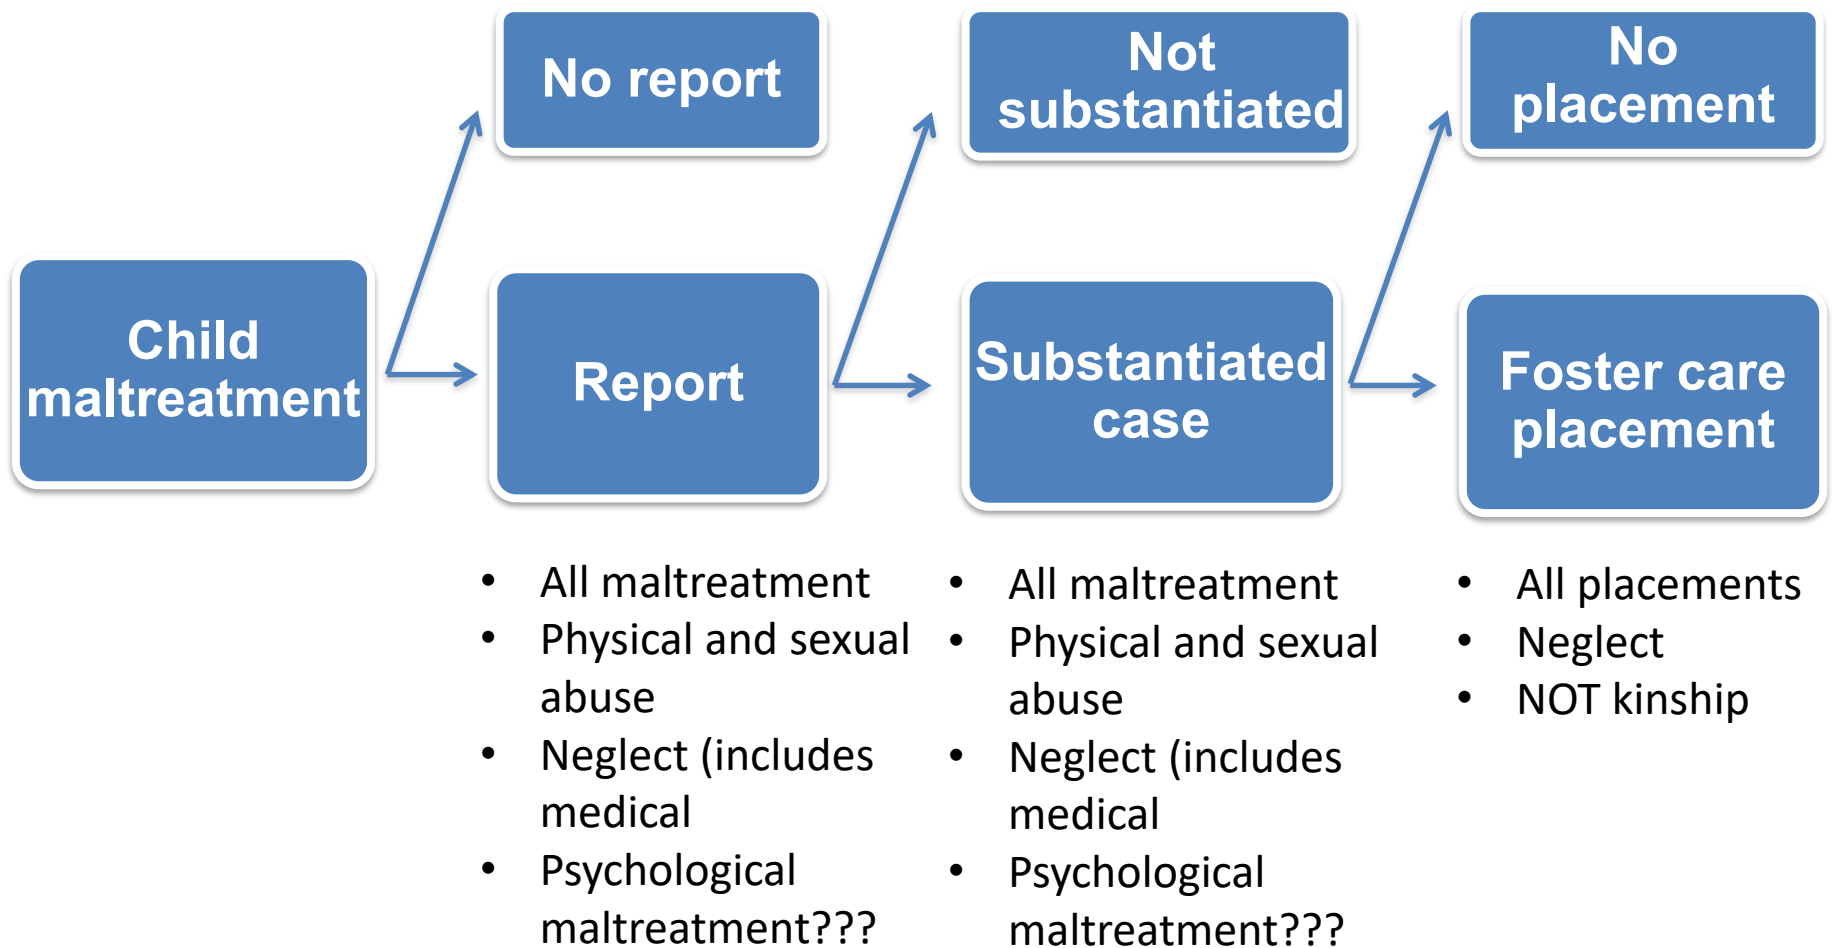 No report
Not
substantiated
No
placement
Child
maltreatment
Report
Substantiated
case
Foster care
placement
• All maltreatment
• Physical and sexual
abuse
• Neglect (includes
medical
• Psychological
maltreatment???
• All maltreatment
• Physical and sexual
abuse
• Neglect (includes
medical
• Psychological
maltreatment???
• All placements
• Neglect
• NOT kinship